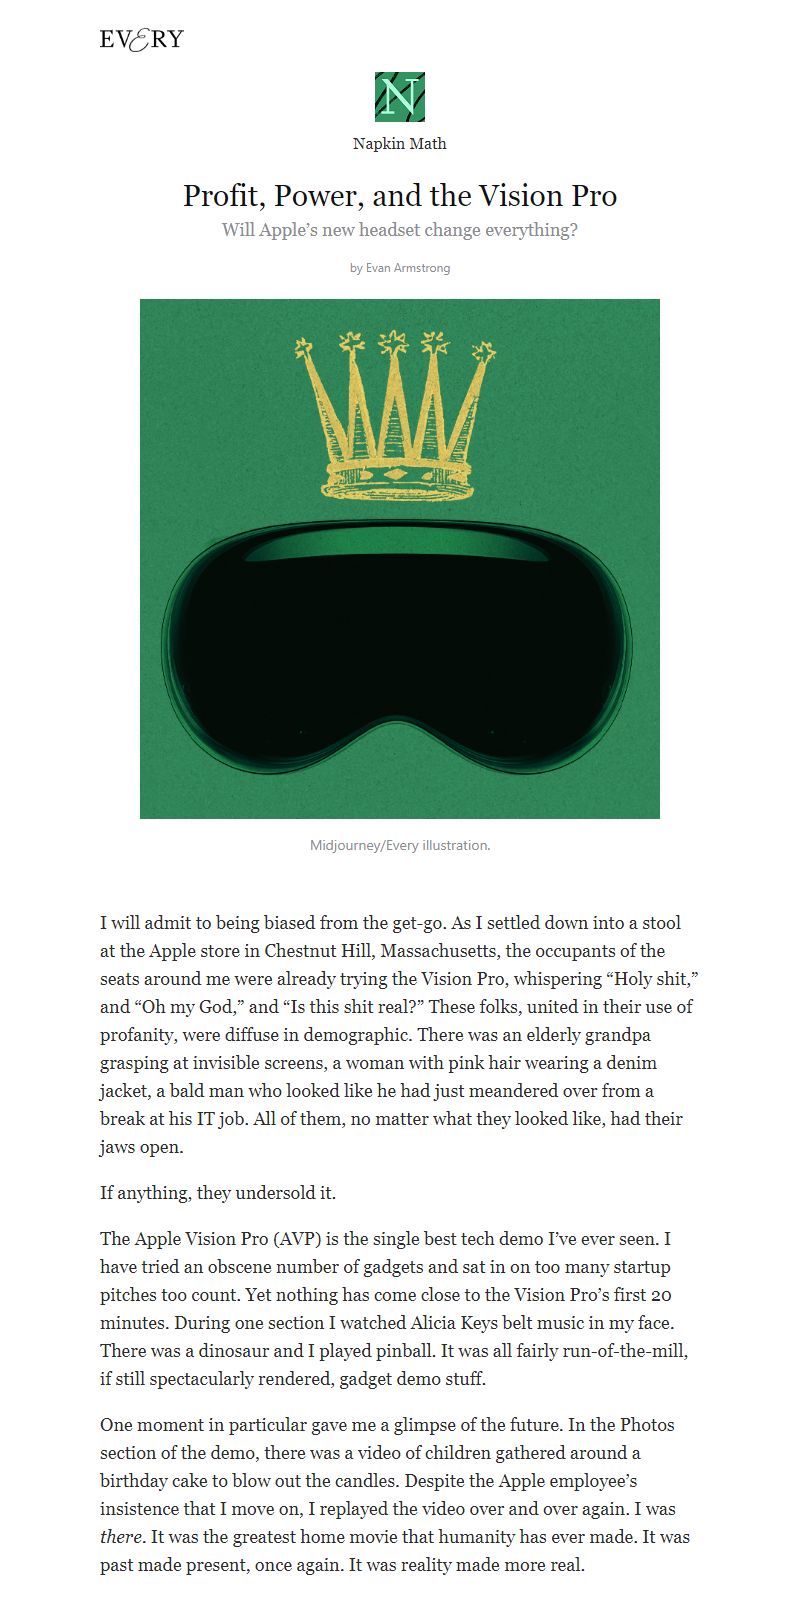 EVERY
N
Napkin Math
Profit, Power, and the Vision Pro
Will Apple’s new headset change everything?
by Evan Armstrong
Midjourney/Every illustration.
I will admit to being biased from the get-go. As I settled down into a stool
at the Apple store in Chestnut Hill, Massachusetts, the occupants of the
seats around me were already trying the Vision Pro, whispering “Holy shit,”
and “Oh my God,” and “Is this shit real?” These folks, united in their use of
profanity, were diffuse in demographic. There was an elderly grandpa
grasping at invisible screens, a woman with pink hair wearing a denim
jacket, a bald man who looked like he had just meandered over from a
break at his IT job. All of them, no matter what they looked like, had their
jaws open.
If anything, they undersold it.
The Apple Vision Pro (AVP) is the single best tech demo I’ve ever seen. I
have tried an obscene number of gadgets and sat in on too many startup
pitches too count. Yet nothing has come close to the Vision Pro’s first 20
minutes. During one section I watched Alicia Keys belt music in my face.
There was a dinosaur and I played pinball. It was all fairly run-of-the-mill,
if still spectacularly rendered, gadget demo stuff.
One moment in particular gave me a glimpse of the future. In the Photos
section of the demo, there was a video of children gathered around a
birthday cake to blow out the candles. Despite the Apple employee’s
insistence that I move on, I replayed the video over and over again. I was
there. It was the greatest home movie that humanity has ever made. It was
past made present, once again. It was reality made more real.